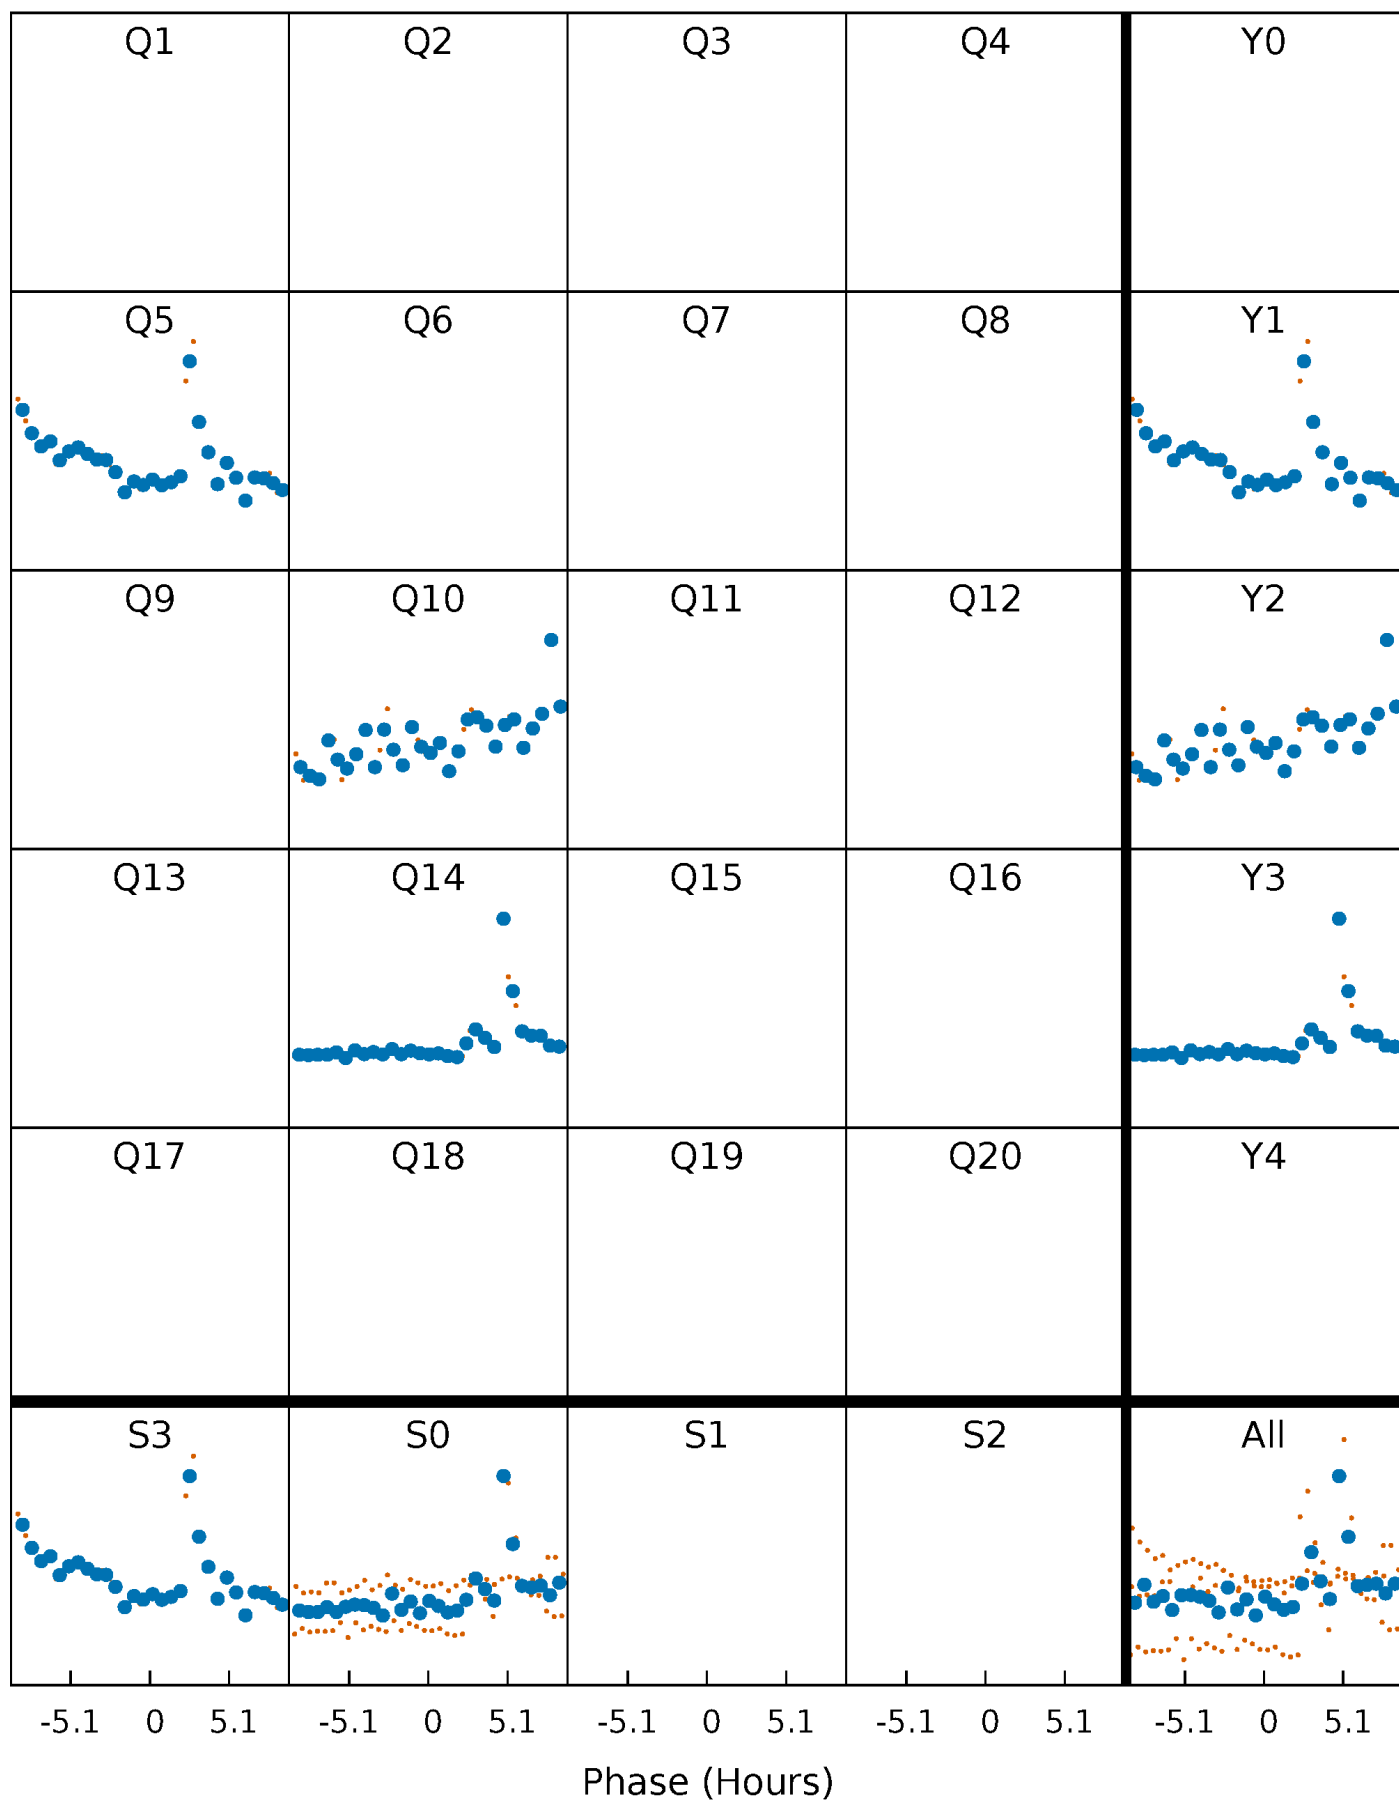 Q1 Q2 Q3 Q4 Y0
Q5 Q6 Q7 Q8 Y1
Q9 Q10 Q11 Q12 Y2
Q13 Q14 Q15 Q16 Y3
Q17 Q18 Q19 Q20 Y4
S3 S0 S1 S2 All
-5.1 0 5.1 -5.1 0 5.1 -5.1 0 5.1 -5.1 0 5.1 -5.1 0 5.1
Phase (Hours)